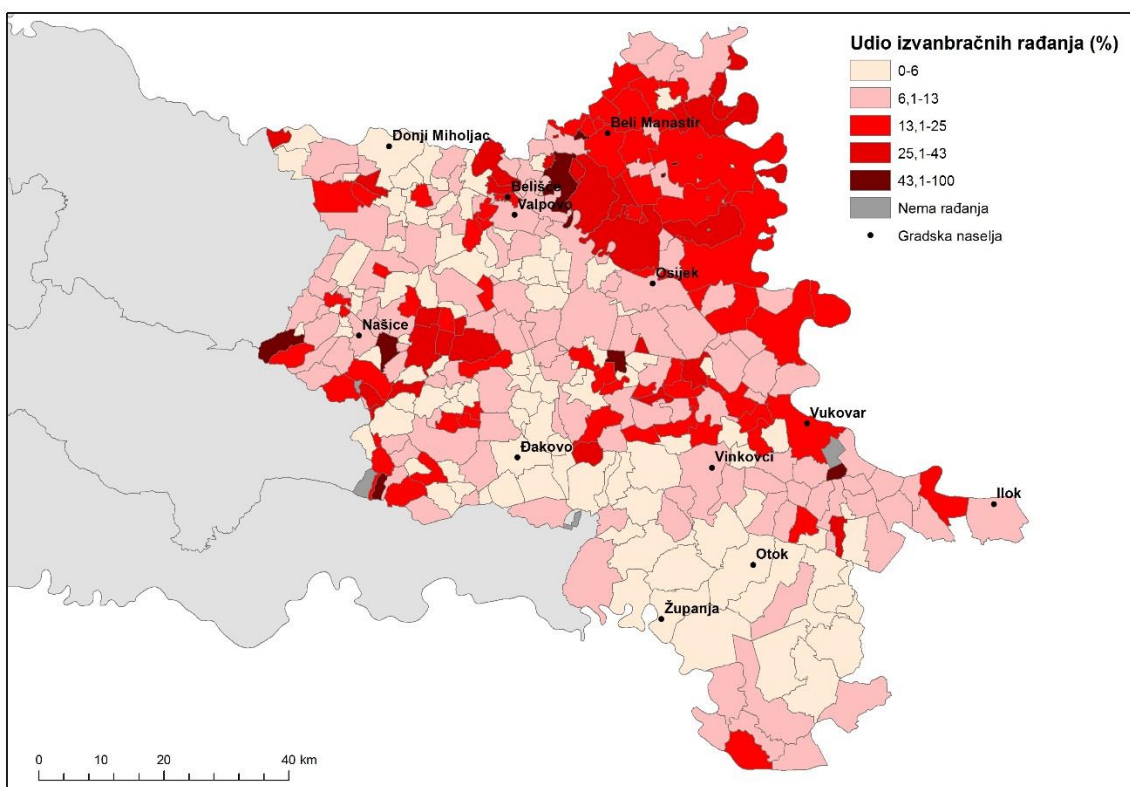 Udio izvanbračnih rađanja (%)
0-6
6,1-13
13,1-25
25,1-43
43,1-100
Nema rađanja
Gradska naselja
Beli Manastir
Donji Miholjac
Belišće
Valpovo
Osijek
Našice
Vukovar
Đakovo
Vinkovci
Ilok
Otok
Županja
0 20 40 km